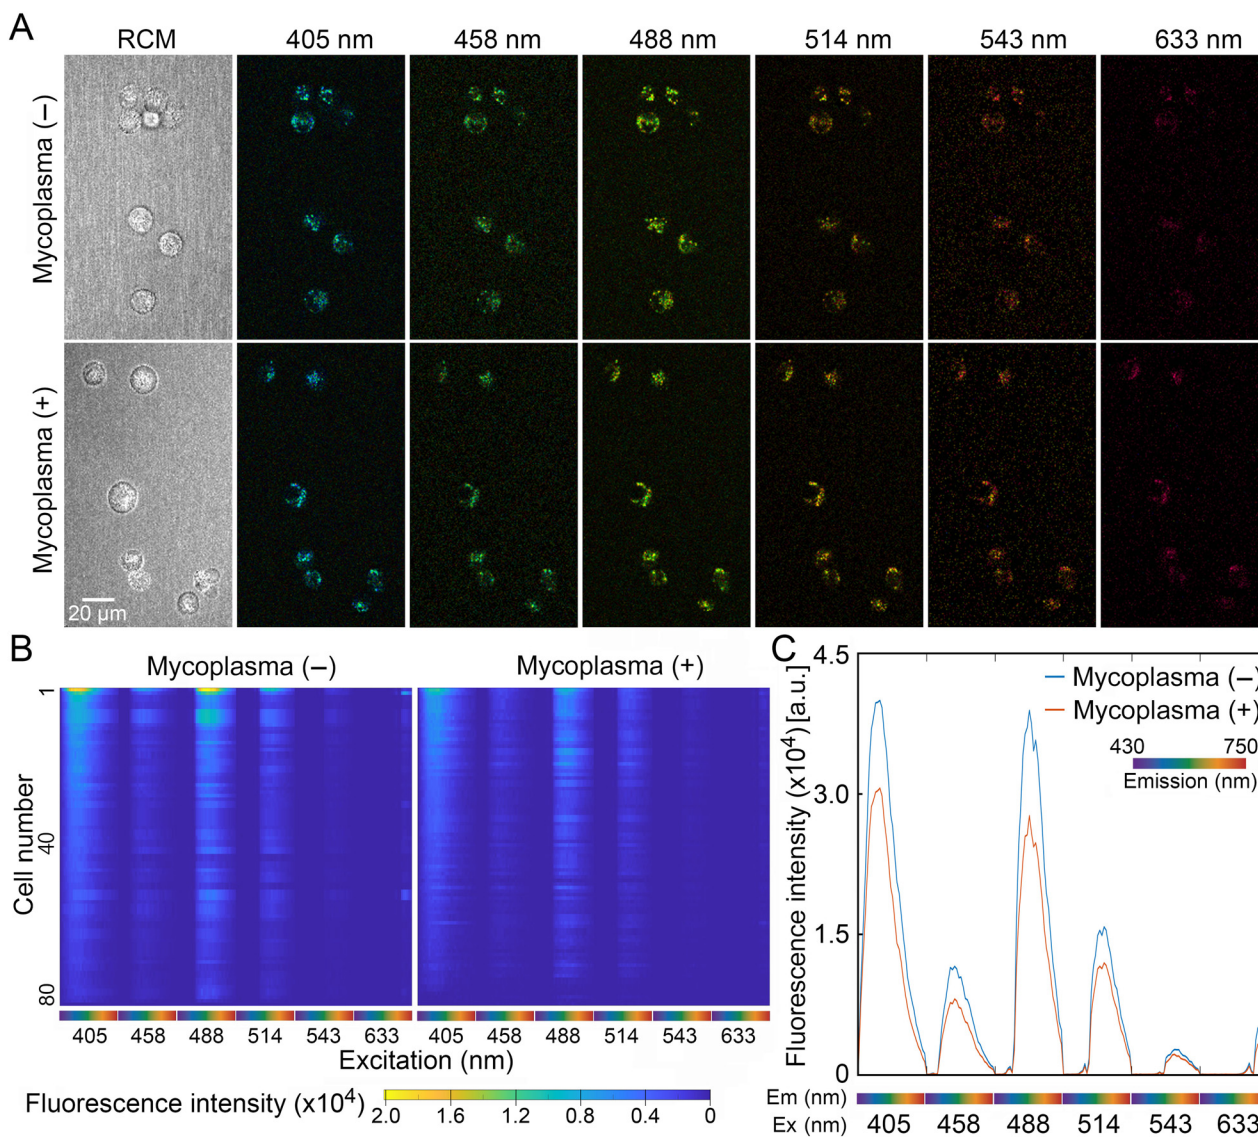 A
RCM 405 nm 458 nm 488 nm 514 nm 543 nm 633 nm
Mycoplasma (−)
Mycoplasma (+)
20 µm
B
Mycoplasma (−) Mycoplasma (+)
Cell number
1
40
80
405 458 488 514 543 633 405 458 488 514 543 633
Excitation (nm)
Fluorescence intensity (x10⁴)
2.0 1.6 1.2 0.8 0.4 0
C
Fluorescence intensity (x10⁴) [a.u.]
4.5
3.0
1.5
0
Mycoplasma (−)
Mycoplasma (+)
430 750
Emission (nm)
Em (nm)
Ex (nm) 405 458 488 514 543 633